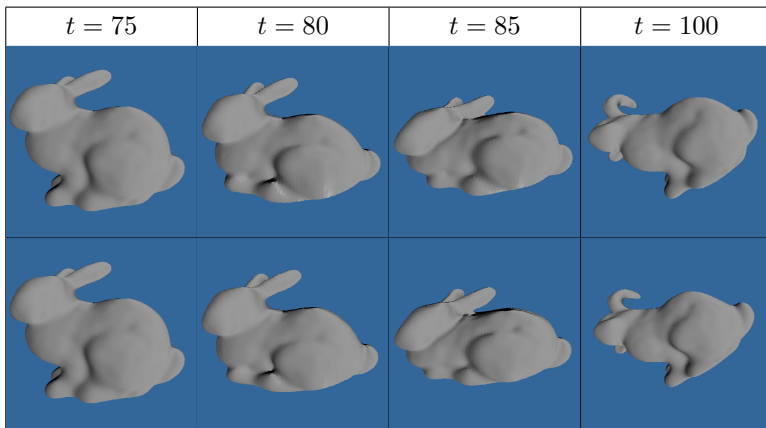 t = 75 t = 80 t = 85 t = 100